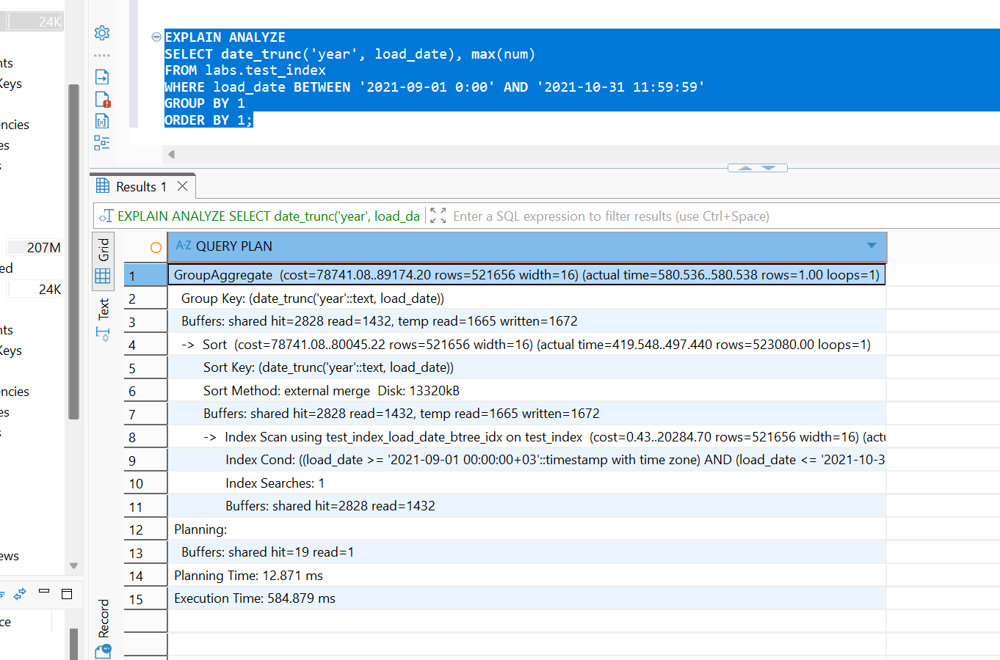 24K
nts
Keys
ncies
es
s
207M
ed
24K
nts
Keys
encies
es
s
ews
ce
EXPLAIN ANALYZE
SELECT date_trunc('year', load_date), max(num)
FROM labs.test_index
WHERE load_date BETWEEN '2021-09-01 0:00' AND '2021-10-31 11:59:59'
GROUP BY 1
ORDER BY 1;
Results 1
EXPLAIN ANALYZE SELECT date_trunc('year', load_da
Enter a SQL expression to filter results (use Ctrl+Space)
Grid
Text
Record
A-Z QUERY PLAN
1 GroupAggregate (cost=78741.08..89174.20 rows=521656 width=16) (actual time=580.536..580.538 rows=1.00 loops=1)
2 Group Key: (date_trunc('year'::text, load_date))
3 Buffers: shared hit=2828 read=1432, temp read=1665 written=1672
4 -> Sort (cost=78741.08..80045.22 rows=521656 width=16) (actual time=419.548..497.440 rows=523080.00 loops=1)
5 Sort Key: (date_trunc('year'::text, load_date))
6 Sort Method: external merge Disk: 13320kB
7 Buffers: shared hit=2828 read=1432, temp read=1665 written=1672
8 -> Index Scan using test_index_load_date_btree_idx on test_index (cost=0.43..20284.70 rows=521656 width=16) (actu
9 Index Cond: ((load_date >= '2021-09-01 00:00:00+03'::timestamp with time zone) AND (load_date <= '2021-10-3
10 Index Searches: 1
11 Buffers: shared hit=2828 read=1432
12 Planning:
13 Buffers: shared hit=19 read=1
14 Planning Time: 12.871 ms
15 Execution Time: 584.879 ms